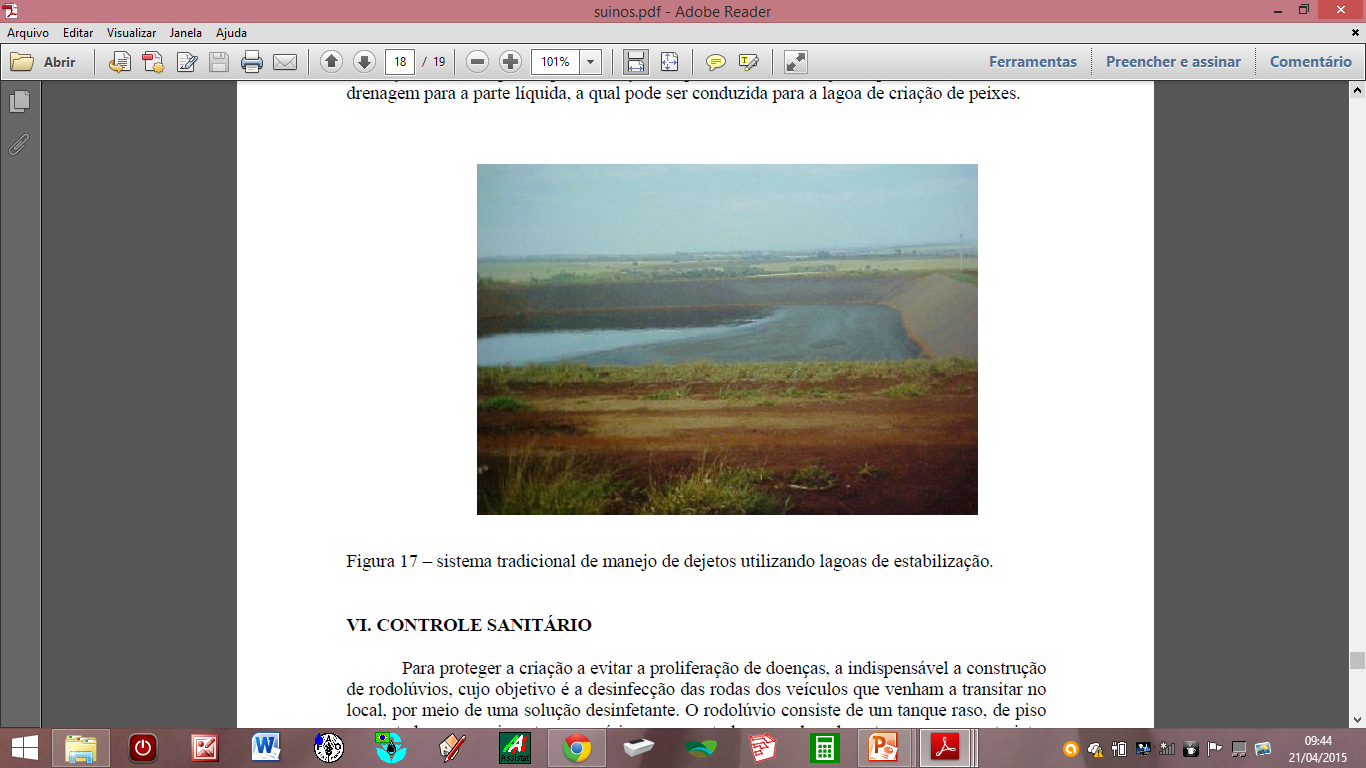 suinos.pdf - Adobe Reader
Arquivo Editar Visualizar Janela Ajuda
Abrir 18 / 19 101% Ferramentas Preencher e assinar Comentário
drenagem para a parte líquida, a qual pode ser conduzida para a lagoa de criação de peixes.
Figura 17 – sistema tradicional de manejo de dejetos utilizando lagoas de estabilização.
VI. CONTROLE SANITÁRIO
Para proteger a criação a evitar a proliferação de doenças, a indispensável a construção
de rodolúvios, cujo objetivo é a desinfecção das rodas dos veículos que venham a transitar no
local, por meio de uma solução desinfetante. O rodolúvio consiste de um tanque raso, de piso
09:44
21/04/2015